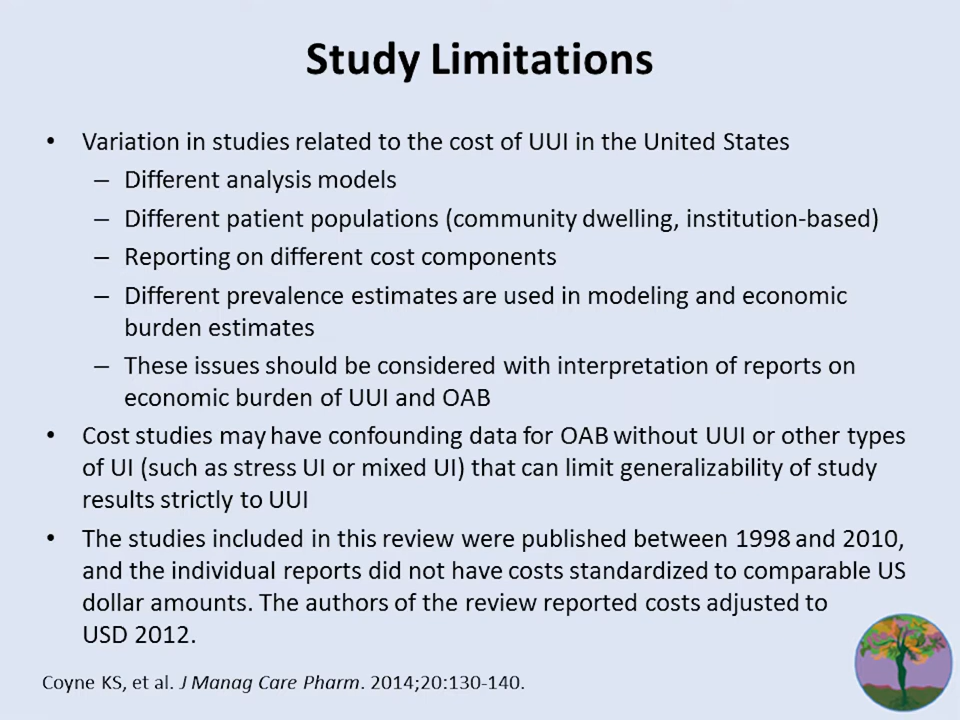 Study Limitations
• Variation in studies related to the cost of UUI in the United States
– Different analysis models
– Different patient populations (community dwelling, institution-based)
– Reporting on different cost components
– Different prevalence estimates are used in modeling and economic
burden estimates
– These issues should be considered with interpretation of reports on
economic burden of UUI and OAB
• Cost studies may have confounding data for OAB without UUI or other types
of UI (such as stress UI or mixed UI) that can limit generalizability of study
results strictly to UUI
• The studies included in this review were published between 1998 and 2010,
and the individual reports did not have costs standardized to comparable US
dollar amounts. The authors of the review reported costs adjusted to
USD 2012.
Coyne KS, et al. J Manag Care Pharm. 2014;20:130-140.